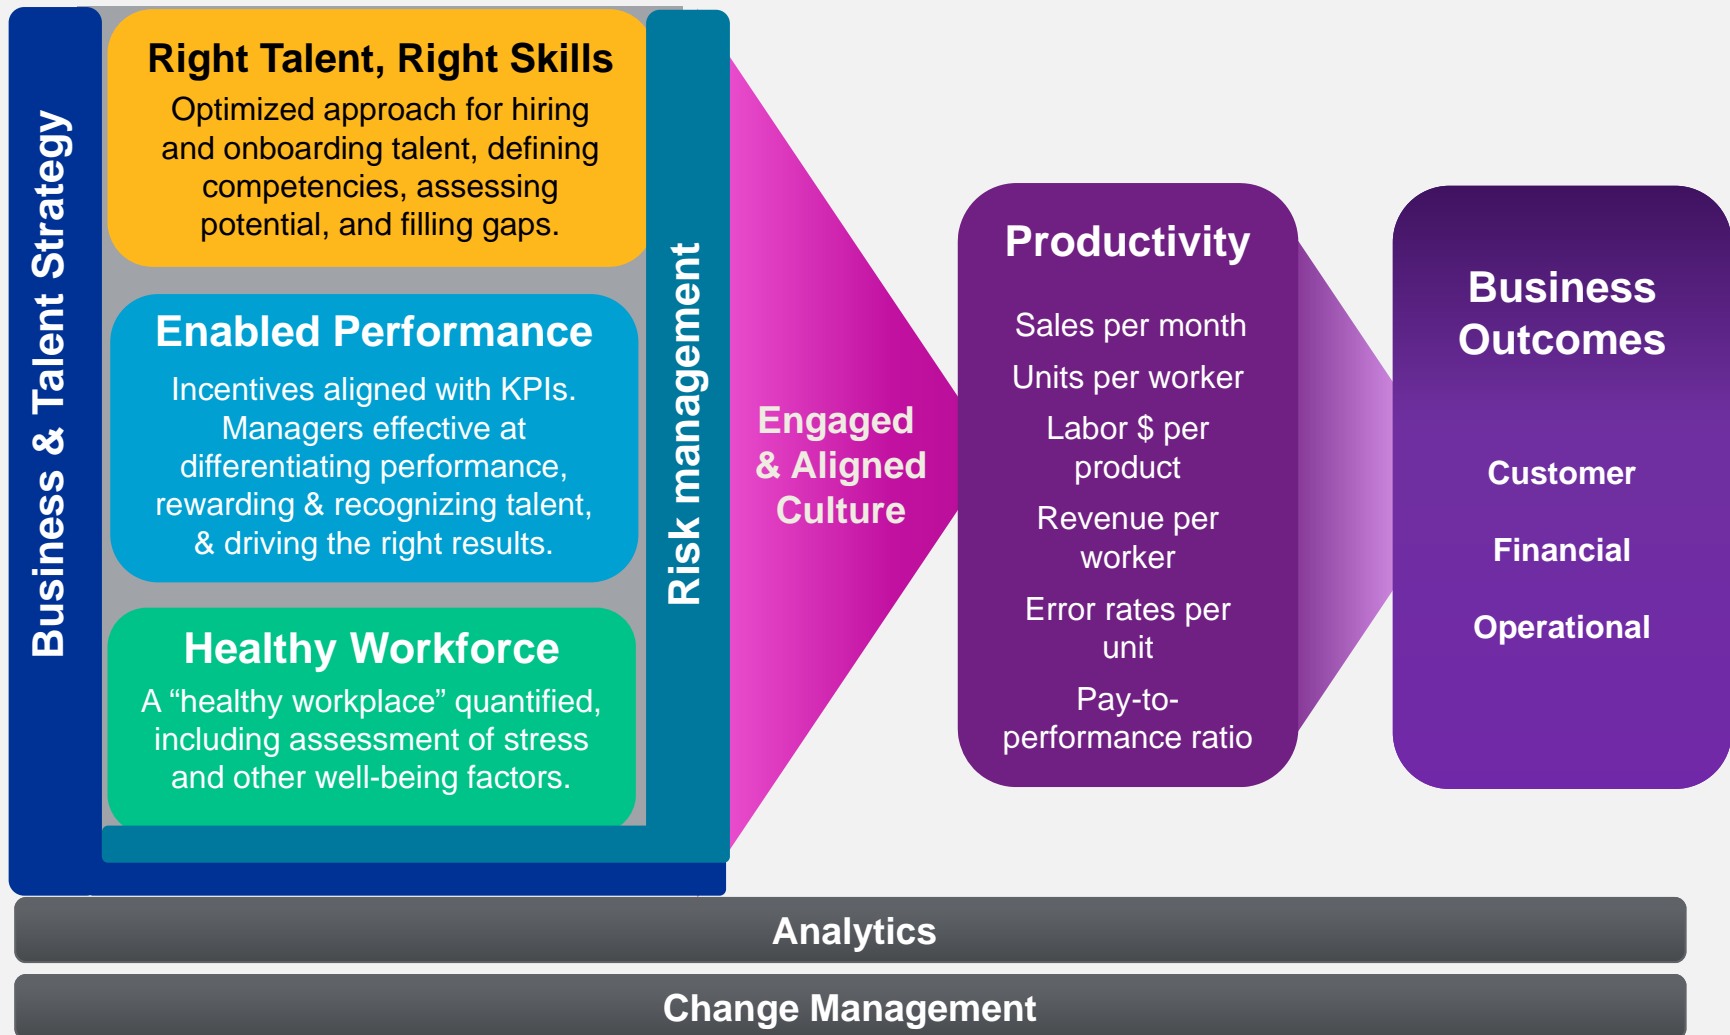 Business & Talent Strategy
Right Talent, Right Skills
Optimized approach for hiring
and onboarding talent, defining
competencies, assessing
potential, and filling gaps.
Enabled Performance
Incentives aligned with KPIs.
Managers effective at
differentiating performance,
rewarding & recognizing talent,
& driving the right results.
Healthy Workforce
A “healthy workplace” quantified,
including assessment of stress
and other well-being factors.
Risk management
Engaged
& Aligned
Culture
Productivity
Sales per month
Units per worker
Labor $ per
product
Revenue per
worker
Error rates per
unit
Pay-to-
performance ratio
Business
Outcomes
Customer
Financial
Operational
Analytics
Change Management